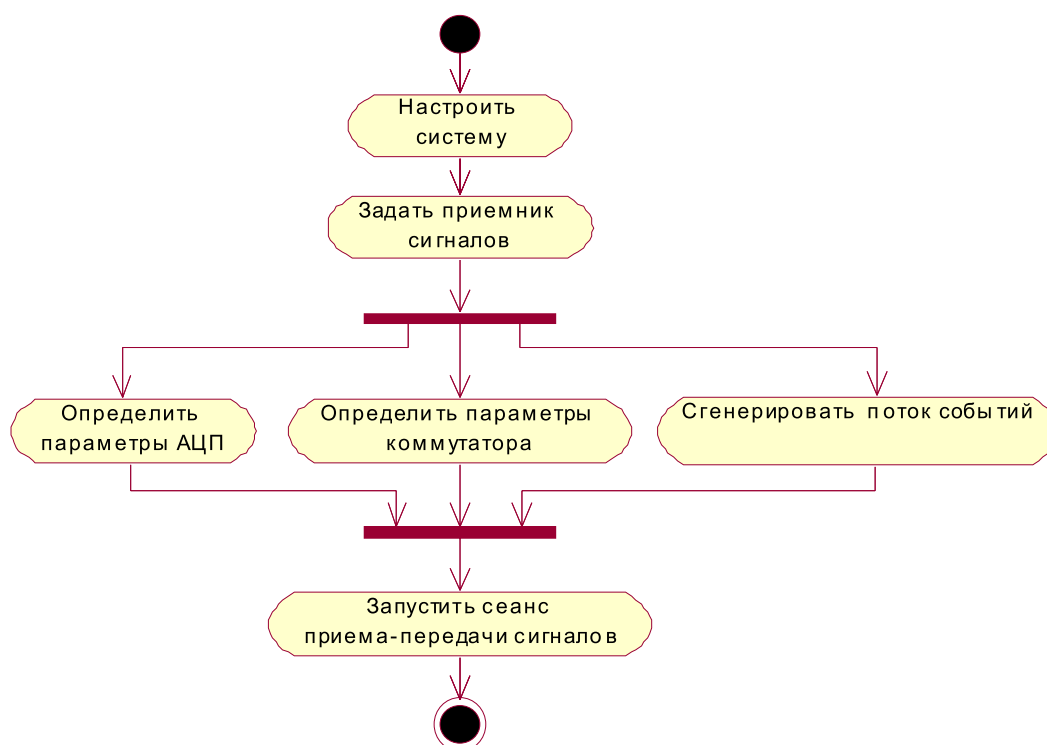 Настроить
систему
Задать приемник
сигналов
Определить
параметры АЦП
Определить параметры
коммутатора
Сгенерировать поток событий
Запустить сеанс
приема-передачи сигналов